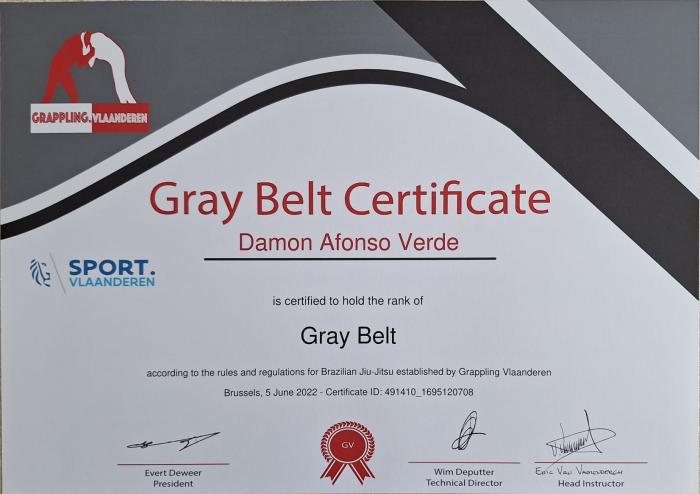 GRAPPLING.VLAANDEREN
Gray Belt Certificate
Damon Afonso Verde
SPORT.
VLAANDEREN
is certified to hold the rank of
Gray Belt
according to the rules and regulations for Brazilian Jiu-Jitsu established by Grappling Vlaanderen
Brussels, 5 June 2022 - Certificate ID: 491410_1695120708
GV
Evert Deweer
President
Wim Deputter
Technical Director
Eric Van
Head Instructor